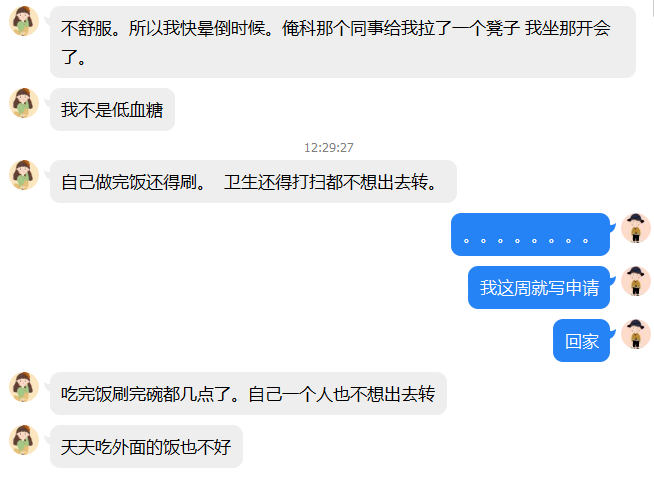 不舒服。所以我快晕倒时候。俺科那个同事给我拉了一个凳子 我坐那开会
了。
我不是低血糖
12:29:27
自己做完饭还得刷。 卫生还得打扫都不想出去转。
。。。。。。。。
我这周就写申请
回家
吃完饭刷完碗都几点了。自己一个人也不想出去转
天天吃外面的饭也不好